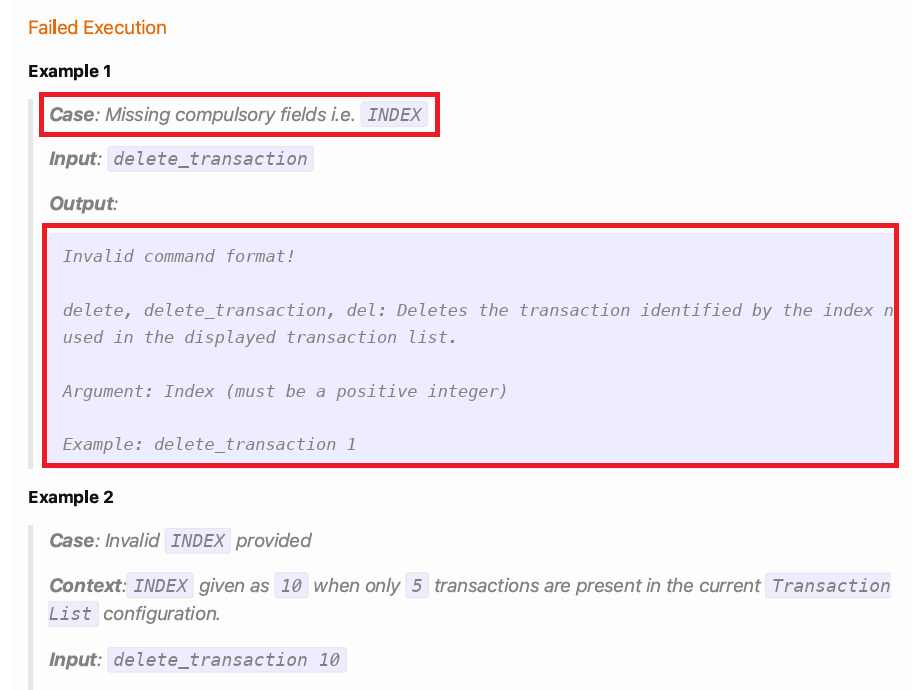 Failed Execution
Example 1
Case: Missing compulsory fields i.e. INDEX
Input: delete_transaction
Output:
Invalid command format!
delete, delete_transaction, del: Deletes the transaction identified by the index n
used in the displayed transaction list.
Argument: Index (must be a positive integer)
Example: delete_transaction 1
Example 2
Case: Invalid INDEX provided
Context: INDEX given as 10 when only 5 transactions are present in the current Transaction
List configuration.
Input: delete_transaction 10